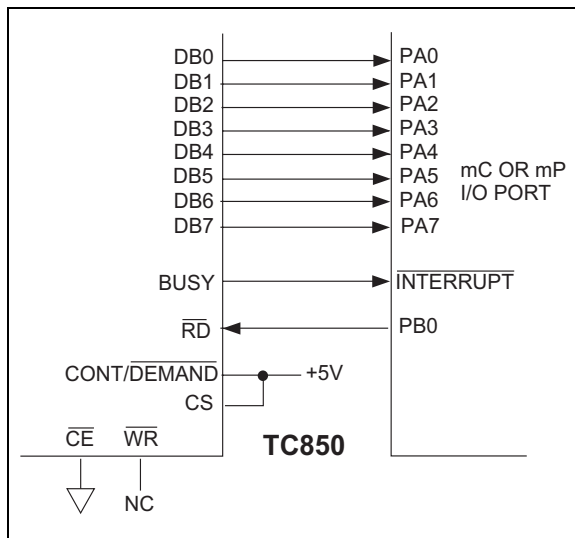 DB0 PA0
DB1 PA1
DB2 PA2
DB3 PA3
DB4 PA4
DB5 PA5
DB6 PA6
DB7 PA7
mC OR mP
I/O PORT
BUSY INTERRUPT
RD PB0
CONT/DEMAND +5V
CS
CE WR TC850
NC